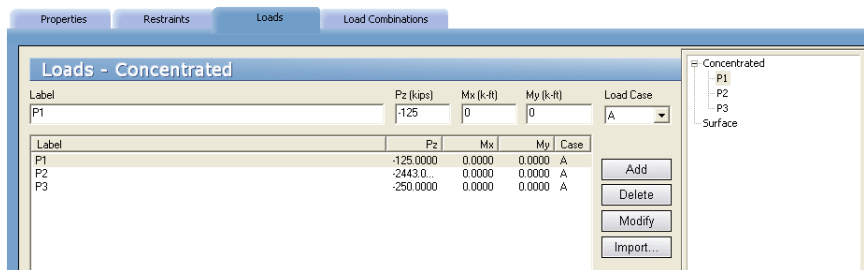 Properties Restraints Loads Load Combinations
Loads - Concentrated
Label Pz (kips) Mx (k-ft) My (k-ft) Load Case
P1 -125 0 0 A
Label Pz Mx My Case
P1 -125.0000 0.0000 0.0000 A
P2 -2443.0... 0.0000 0.0000 A
P3 -250.0000 0.0000 0.0000 A
Add
Delete
Modify
Import...
Concentrated
P1
P2
P3
Surface